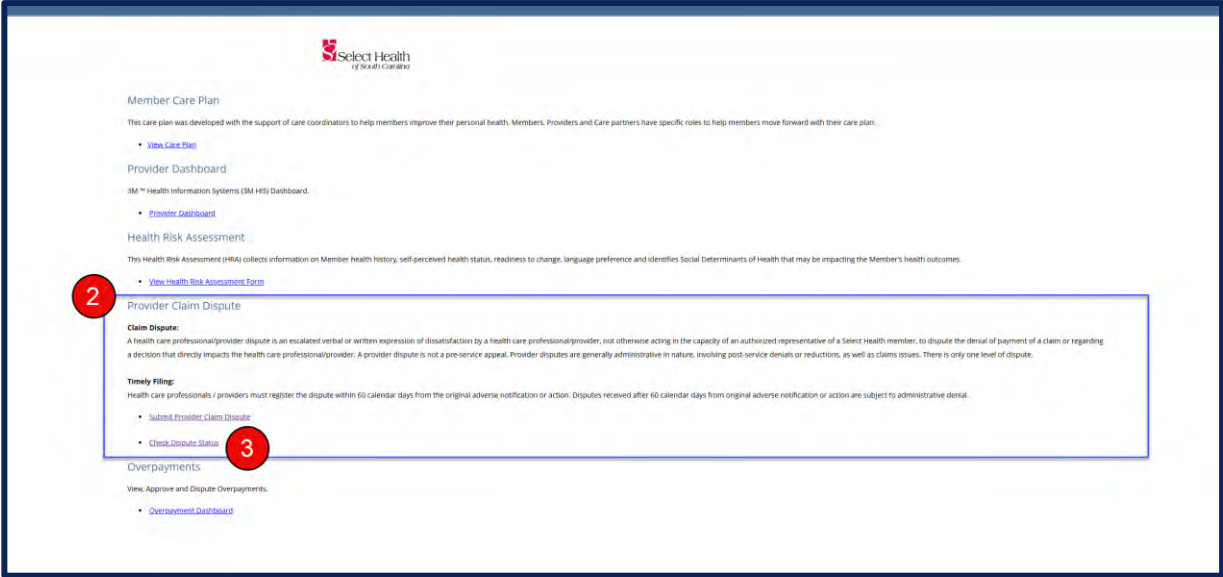 Select Health
of South Carolina
Member Care Plan
This care plan was developed with the support of care coordinators to help members improve their personal health. Members, Providers and Care partners have specific roles to help members move forward with their care plan.
• View Care Plan
Provider Dashboard
3M ™ Health Information Systems (3M HIS) Dashboard.
• Provider Dashboard
Health Risk Assessment
This Health Risk Assessment (HRA) collects information on Member health history, self-perceived health status, readiness to change, language preference and identifies Social Determinants of Health that may be impacting the Member's health outcomes.
• View Health Risk Assessment Form
2
Provider Claim Dispute
Claim Dispute:
A health care professional/provider dispute is an escalated verbal or written expression of dissatisfaction by a health care professional/provider, not otherwise acting in the capacity of an authorized representative of a Select Health member, to dispute the denial of payment of a claim or regarding
a decision that directly impacts the health care professional/provider. A provider dispute is not a pre-service appeal. Provider disputes are generally administrative in nature, involving post-service denials or reductions, as well as claims issues. There is only one level of dispute.
Timely Filing:
Health care professionals / providers must register the dispute within 60 calendar days from the original adverse notification or action. Disputes received after 60 calendar days from original adverse notification or action are subject to administrative denial.
• Submit Provider Claim Dispute
• Check Dispute Status
3
Overpayments
View, Approve and Dispute Overpayments.
• Overpayment Dashboard